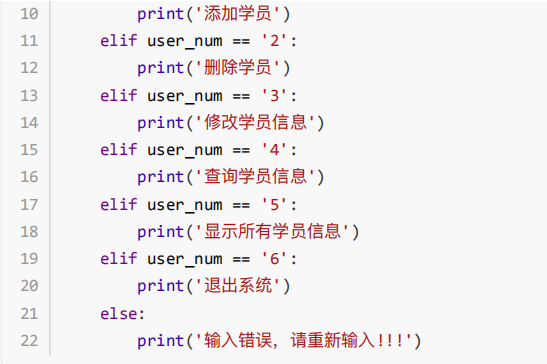 10 print('添加学员')
11 elif user_num == '2':
12 print('删除学员')
13 elif user_num == '3':
14 print('修改学员信息')
15 elif user_num == '4':
16 print('查询学员信息')
17 elif user_num == '5':
18 print('显示所有学员信息')
19 elif user_num == '6':
20 print('退出系统')
21 else:
22 print('输入错误，请重新输入!!!')